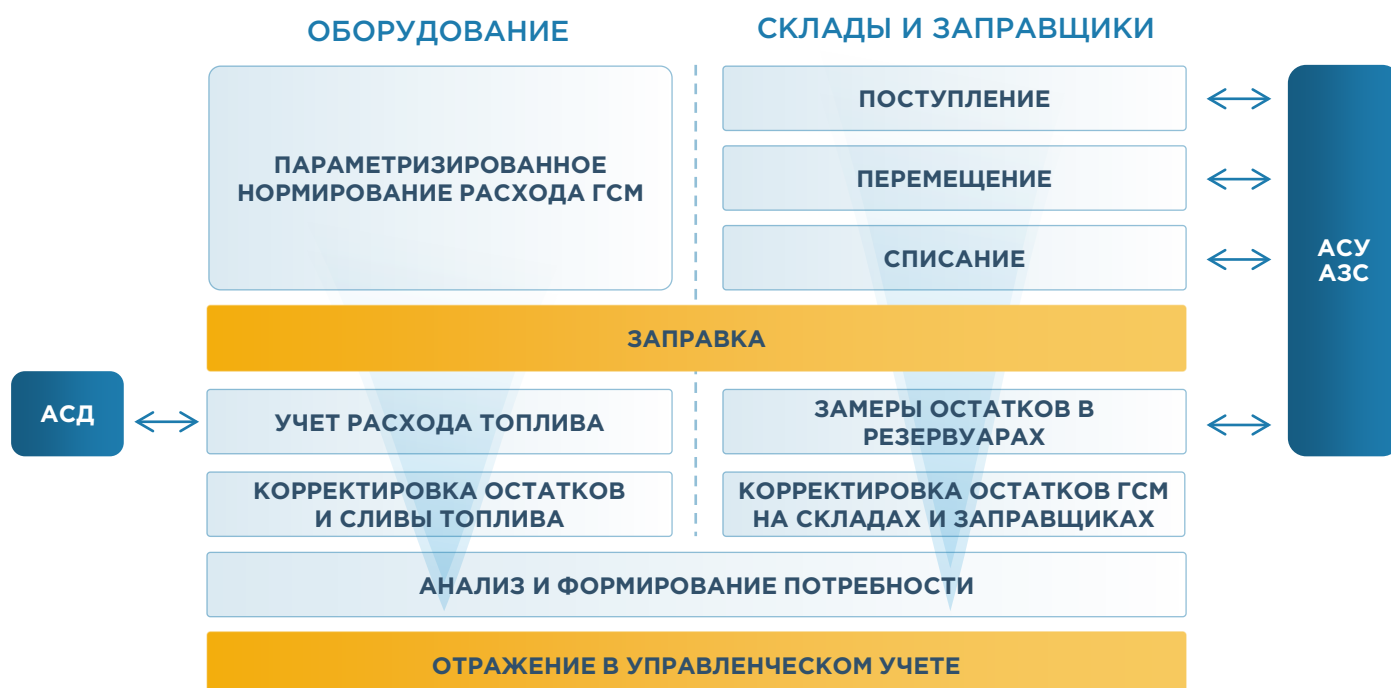 ОБОРУДОВАНИЕ
СКЛАДЫ И ЗАПРАВЩИКИ
ПАРАМЕТРИЗИРОВАННОЕ
НОРМИРОВАНИЕ РАСХОДА ГСМ
ПОСТУПЛЕНИЕ
ПЕРЕМЕЩЕНИЕ
СПИСАНИЕ
АСУ
АЗС
ЗАПРАВКА
АСД
УЧЕТ РАСХОДА ТОПЛИВА
ЗАМЕРЫ ОСТАТКОВ В
РЕЗЕРВУАРАХ
КОРРЕКТИРОВКА ОСТАТКОВ
И СЛИВЫ ТОПЛИВА
КОРРЕКТИРОВКА ОСТАТКОВ ГСМ
НА СКЛАДАХ И ЗАПРАВЩИКАХ
АНАЛИЗ И ФОРМИРОВАНИЕ ПОТРЕБНОСТИ
ОТРАЖЕНИЕ В УПРАВЛЕНЧЕСКОМ УЧЕТЕ